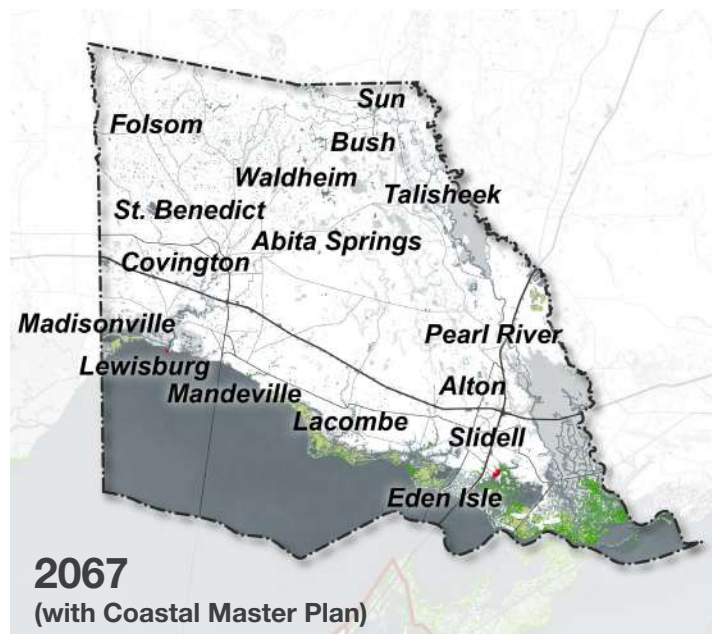 Sun
Folsom
Bush
Waldheim
Talisheek
St. Benedict
Abita Springs
Covington
Madisonville
Pearl River
Lewisburg
Mandeville
Alton
Lacombe
Slidell
Eden Isle
2067
(with Coastal Master Plan)